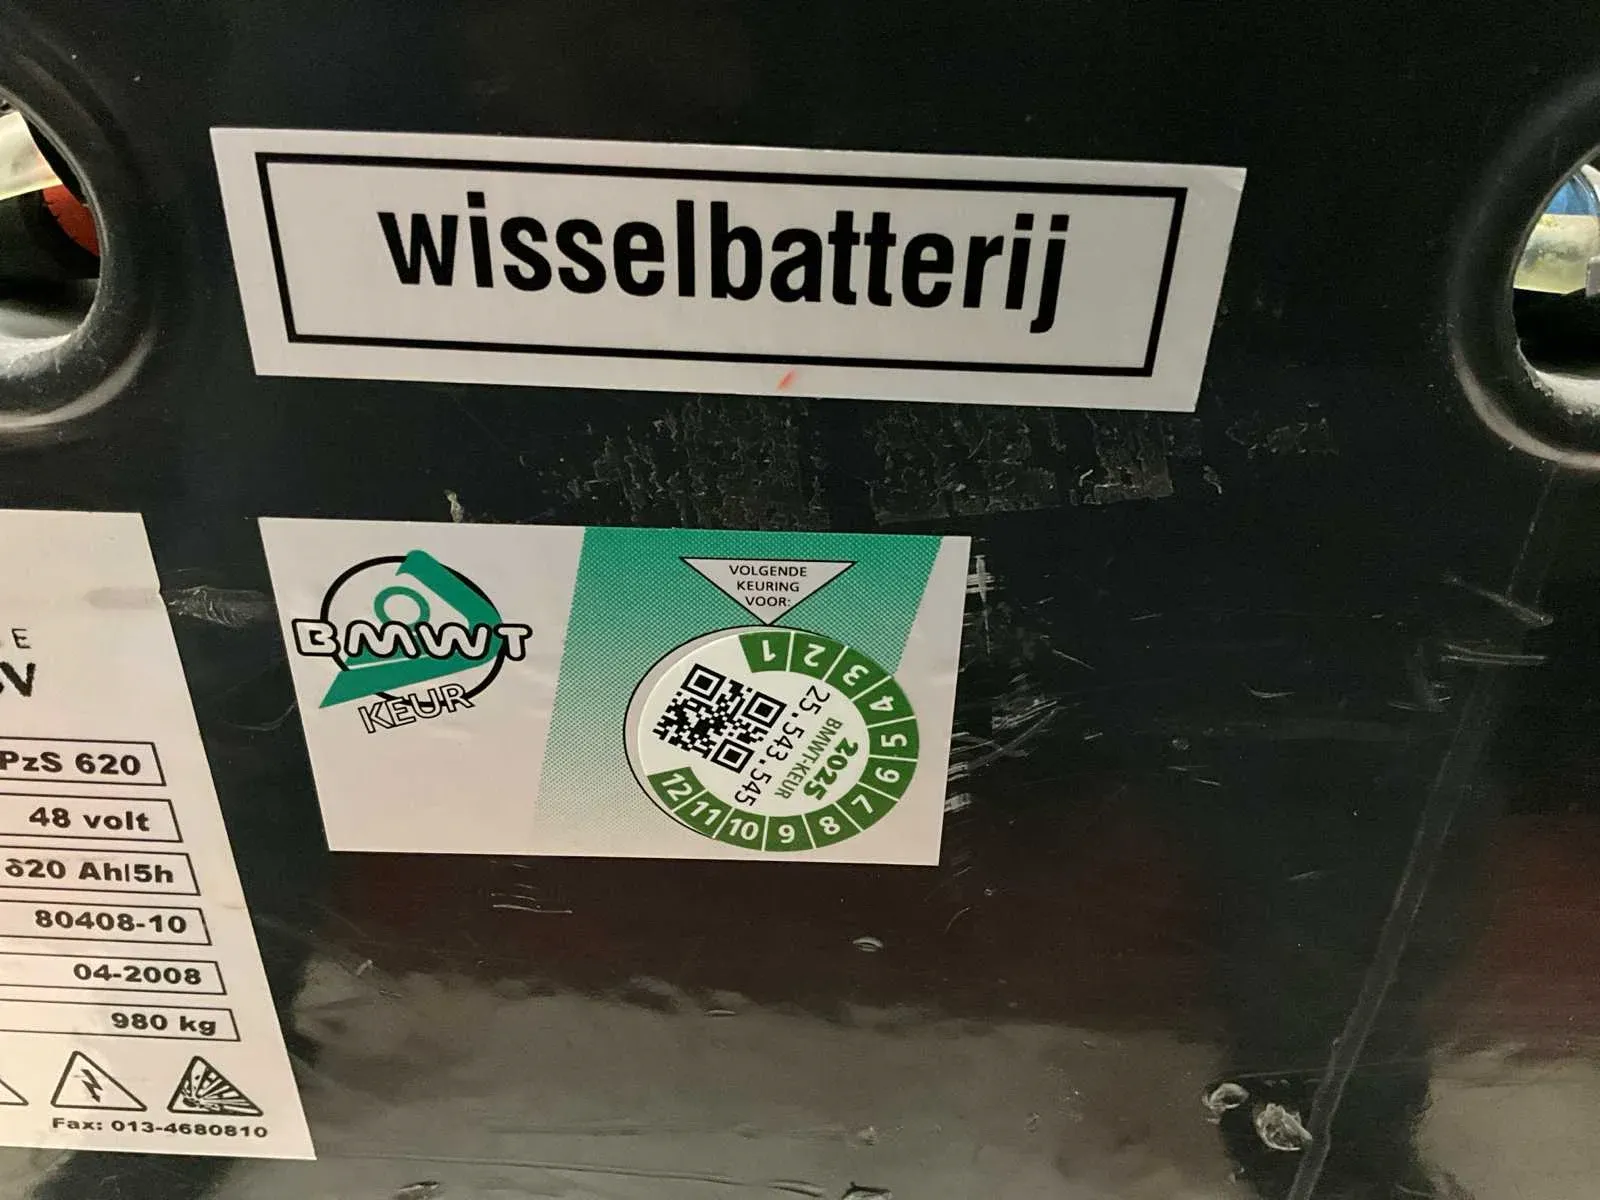 wisselbatterij
BMWT
KEUR
VOLGENDE
KEURING
VOOR:
1 2 3 4 5 6 7 8 9 10 11 12
25.543.545
BMWT-KEUR
2025
PzS 620
48 volt
620 Ah/5h
80408-10
04-2008
980 kg
Fax: 013-4680810